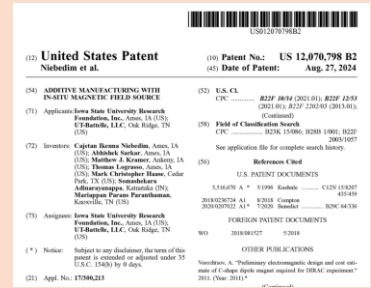 US012070798B2
(12) United States Patent
Niebedim et al.
(10) Patent No.: US 12,070,798 B2
(45) Date of Patent: Aug. 27, 2024
(54) ADDITIVE MANUFACTURING WITH
IN-SITU MAGNETIC FIELD SOURCE
(71) Applicants: Iowa State University Research
Foundation, Inc., Ames, IA (US);
UT-Battelle, LLC, Oak Ridge, TN
(US)
(72) Inventors: Cajetan Ikenna Niebedim, Ames, IA
(US); Abhishek Sarkar, Ames, IA
(US); Matthew J. Kramer, Ankeny, IA
(US); Thomas Lograsso, Ames, IA
(US); Mark Christopher Haase, Cedar
Park, TX (US); Somashekara
Adinarayanappa, Karnataka (IN);
Mariappan Parans Paranthaman,
Knoxville, TN (US)
(73) Assignees: Iowa State University Research
Foundation, Inc., Ames, IA (US);
UT-Battelle, LLC, Oak Ridge, TN
(US)
( * ) Notice: Subject to any disclaimer, the term of this
patent is extended or adjusted under 35
U.S.C. 154(b) by 0 days.
(21) Appl. No.: 17/300,213
(52) U.S. Cl.
CPC B22F 10/14 (2021.01); B22F 12/53
(2021.01); B22F 2202/05 (2013.01);
(Continued)
(58) Field of Classification Search
CPC B23K 15/086; B28B 1/001; B22F
2003/1057
See application file for complete search history.
(56) References Cited
U.S. PATENT DOCUMENTS
5,516,670 A * 5/1996 Kuehnle C12N 13/
435/459
2018/0236724 A1 8/2018 Compton
2020/0207022 A1 * 7/2020 Benedict B29C 64/336
FOREIGN PATENT DOCUMENTS
WO 2018/081527 5/2018
OTHER PUBLICATIONS
"Preliminary electromagnetic design and cost esti-
mate of C-shape dipole magnet required for DIRAC experiment."
2011. (Year: 2011).*
(Continued)